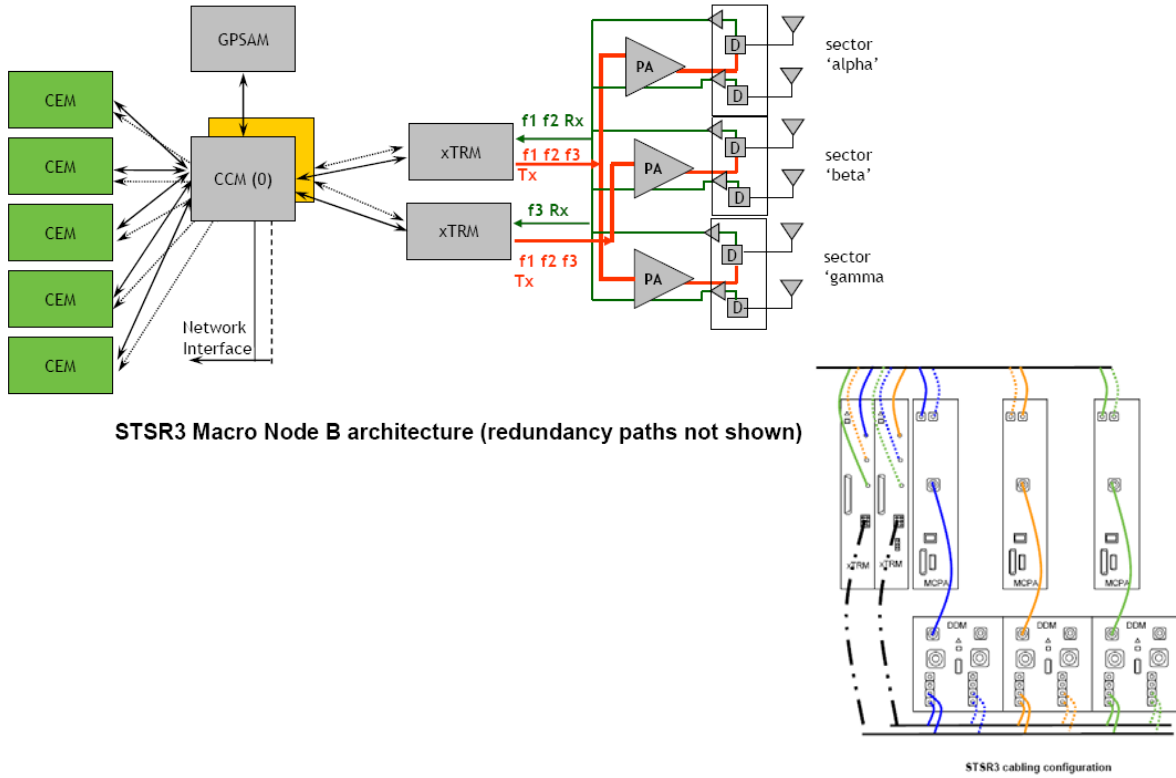 GPSAM
CEM
CEM
CEM
CEM
CEM
CCM (0)
Network
Interface
xTRM
xTRM
f1 f2 Rx
f1 f2 f3
Tx
f3 Rx
f1 f2 f3
Tx
PA
PA
PA
D
D
D
D
D
D
sector
‘alpha’
sector
‘beta’
sector
‘gamma
STSR3 Macro Node B architecture (redundancy paths not shown)
xTRM
xTRM
MCPA
MCPA
MCPA
DDM
DDM
DDM
STSR3 cabling configuration